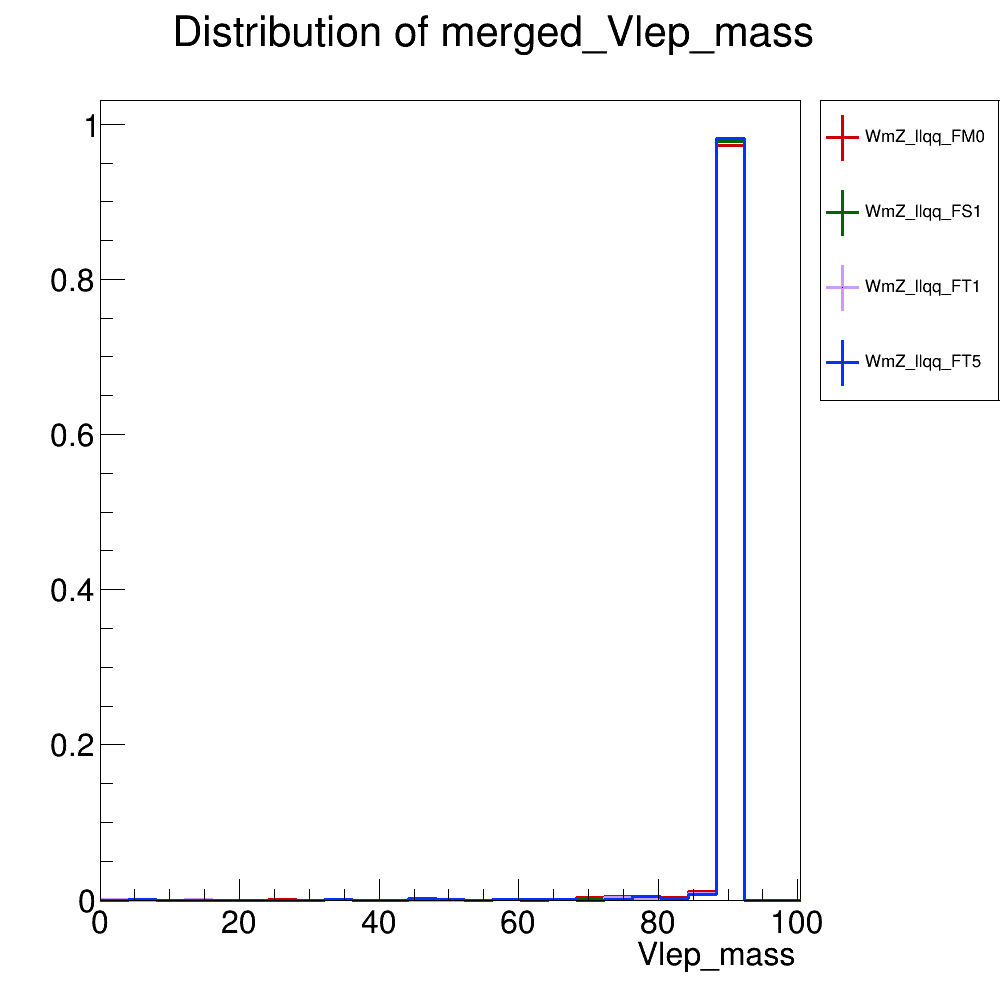 Distribution of merged_Vlep_mass
WmZ_llqq_FM0
WmZ_llqq_FS1
WmZ_llqq_FT1
WmZ_llqq_FT5
1
0.8
0.6
0.4
0.2
0
0 20 40 60 80 100
Vlep_mass